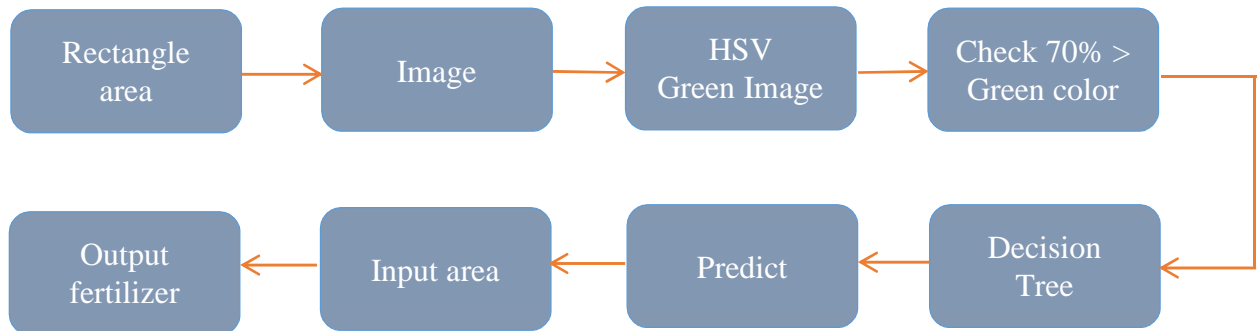 Rectangle
area
Image
HSV
Green Image
Check 70% >
Green color
Output
fertilizer
Input area
Predict
Decision
Tree